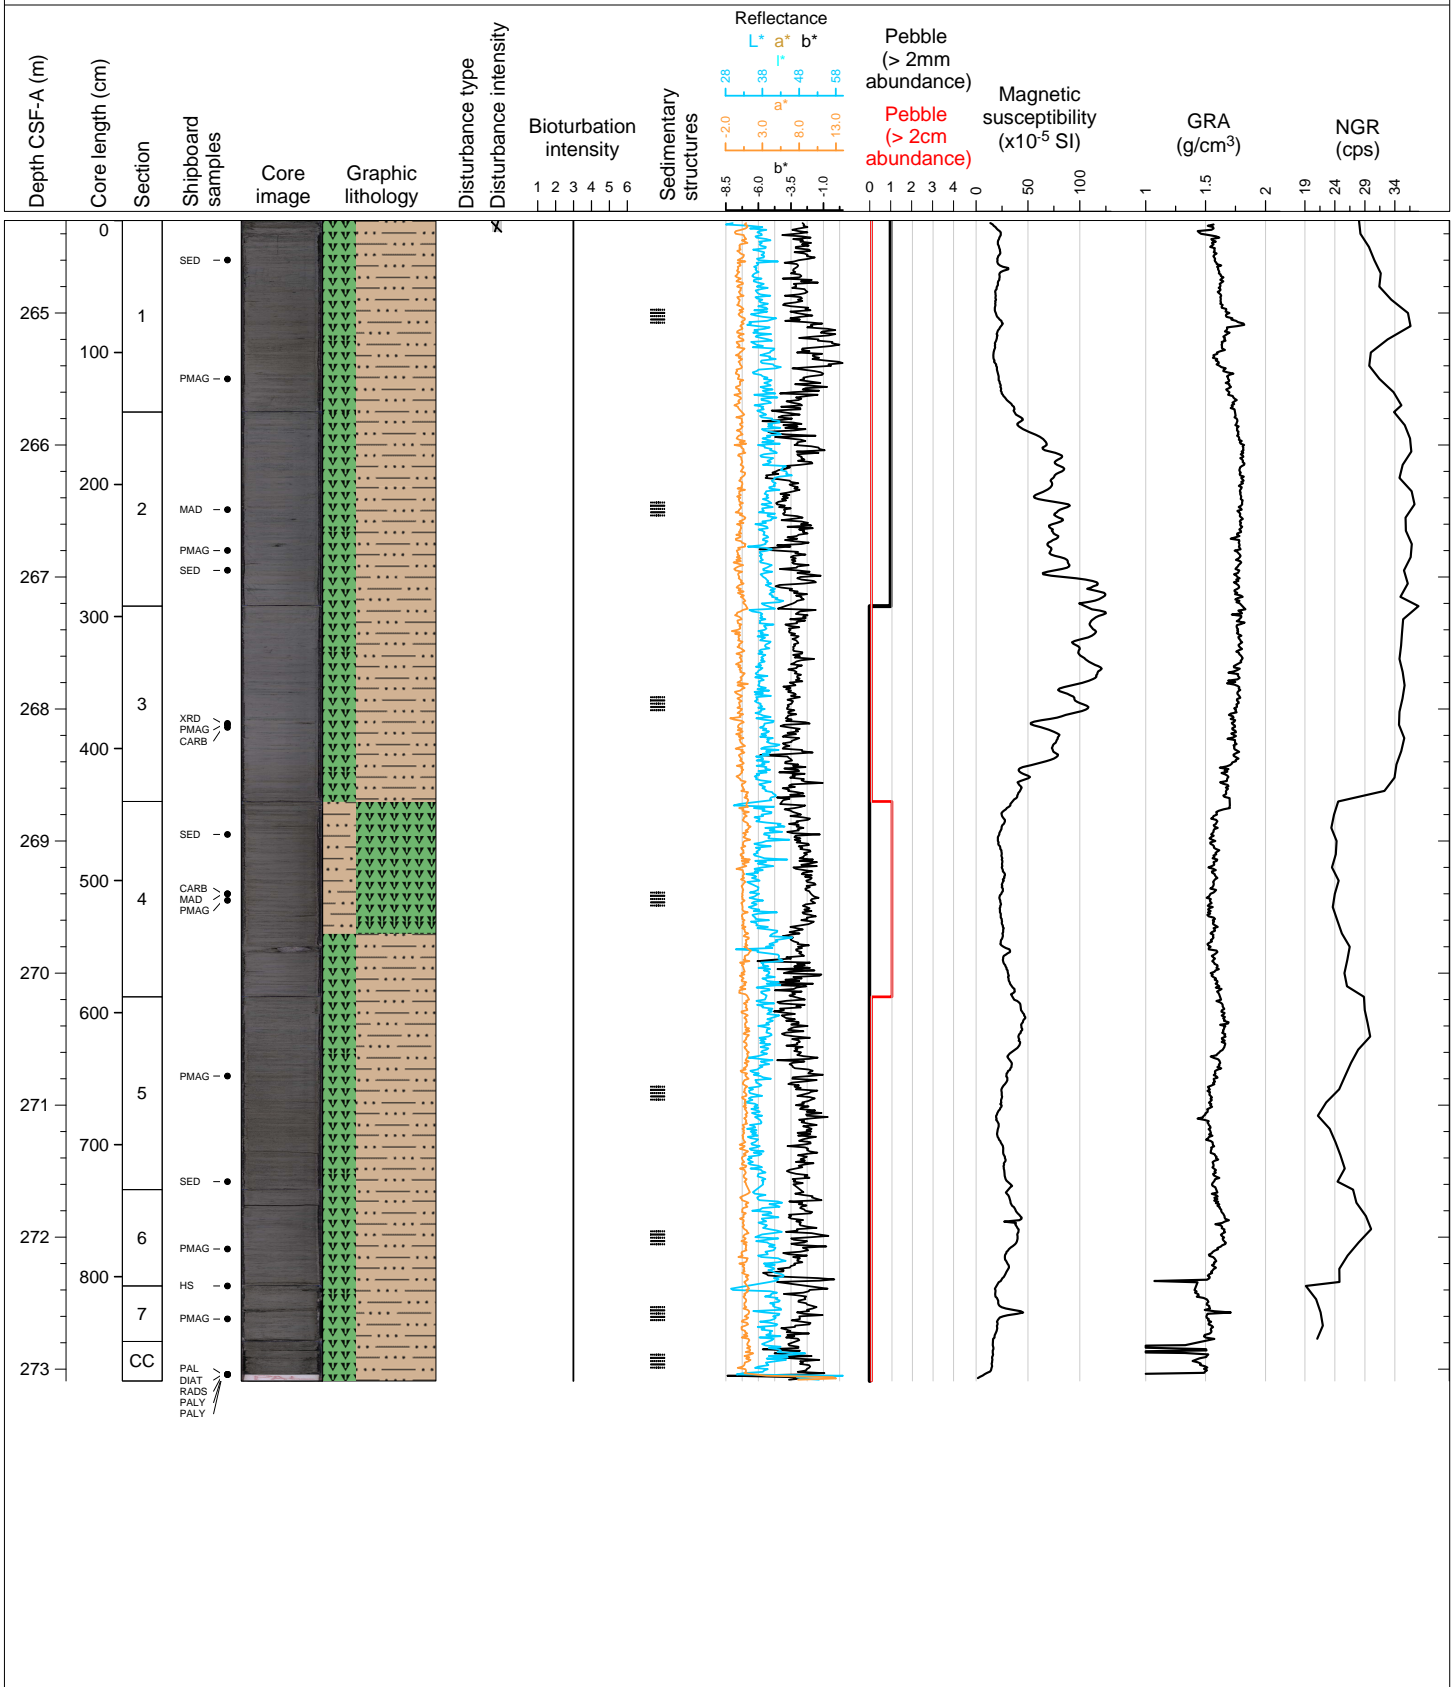 Depth CSF-A (m)
Core length (cm)
Section
Shipboard
samples
Core
image
Graphic
lithology
Disturbance type
Disturbance intensity
Bioturbation
intensity
1 2 3 4 5 6
Sedimentary
structures
Reflectance
L* a* b*
l*
28 38 48 58
a*
-2.0 3.0 8.0 13.0
b*
-8.5 -6.0 -3.5 -1.0
Pebble
(> 2mm
abundance)
Pebble
(> 2cm
abundance)
0 1 2 3 4
Magnetic
susceptibility
(x10-5 SI)
0 50 100
GRA
(g/cm3)
1 1.5 2
NGR
(cps)
19 24 29 34
0
SED
265
1
100
PMAG
266
200
2
MAD
PMAG
SED
267
300
3
268
XRD
PMAG
CARB
400
SED
269
500
4
CARB
MAD
PMAG
270
600
PMAG
5
271
700
SED
272
6
PMAG
800
HS
7
PMAG
CC
273
PAL
DIAT
RADS
PALY
PALY